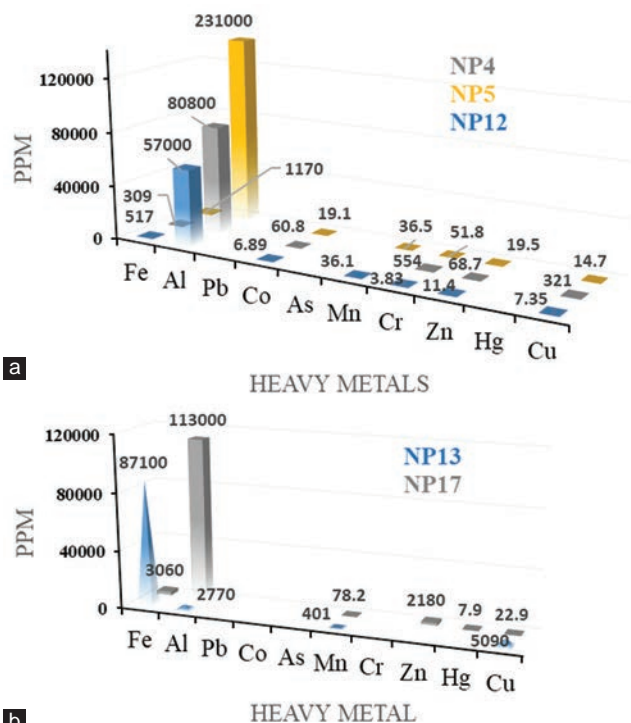 231000
120000
NP4
NP5
NP12
80800
80000
57000
PPM
1170
309
40000
517
19.1
60.8
36.5
51.8
19.5
14.7
0
6.89
554
68.7
321
36.1
3.83
11.4
7.35
Fe Al Pb Co As Mn Cr Zn Hg Cu
a
HEAVY METALS
113000
120000
NP13
NP17
87100
80000
PPM
40000
3060
2770
78.2
2180
7.9
22.9
401
5090
0
Fe Al Pb Co As Mn Cr Zn Hg Cu
HEAVY METAL
b